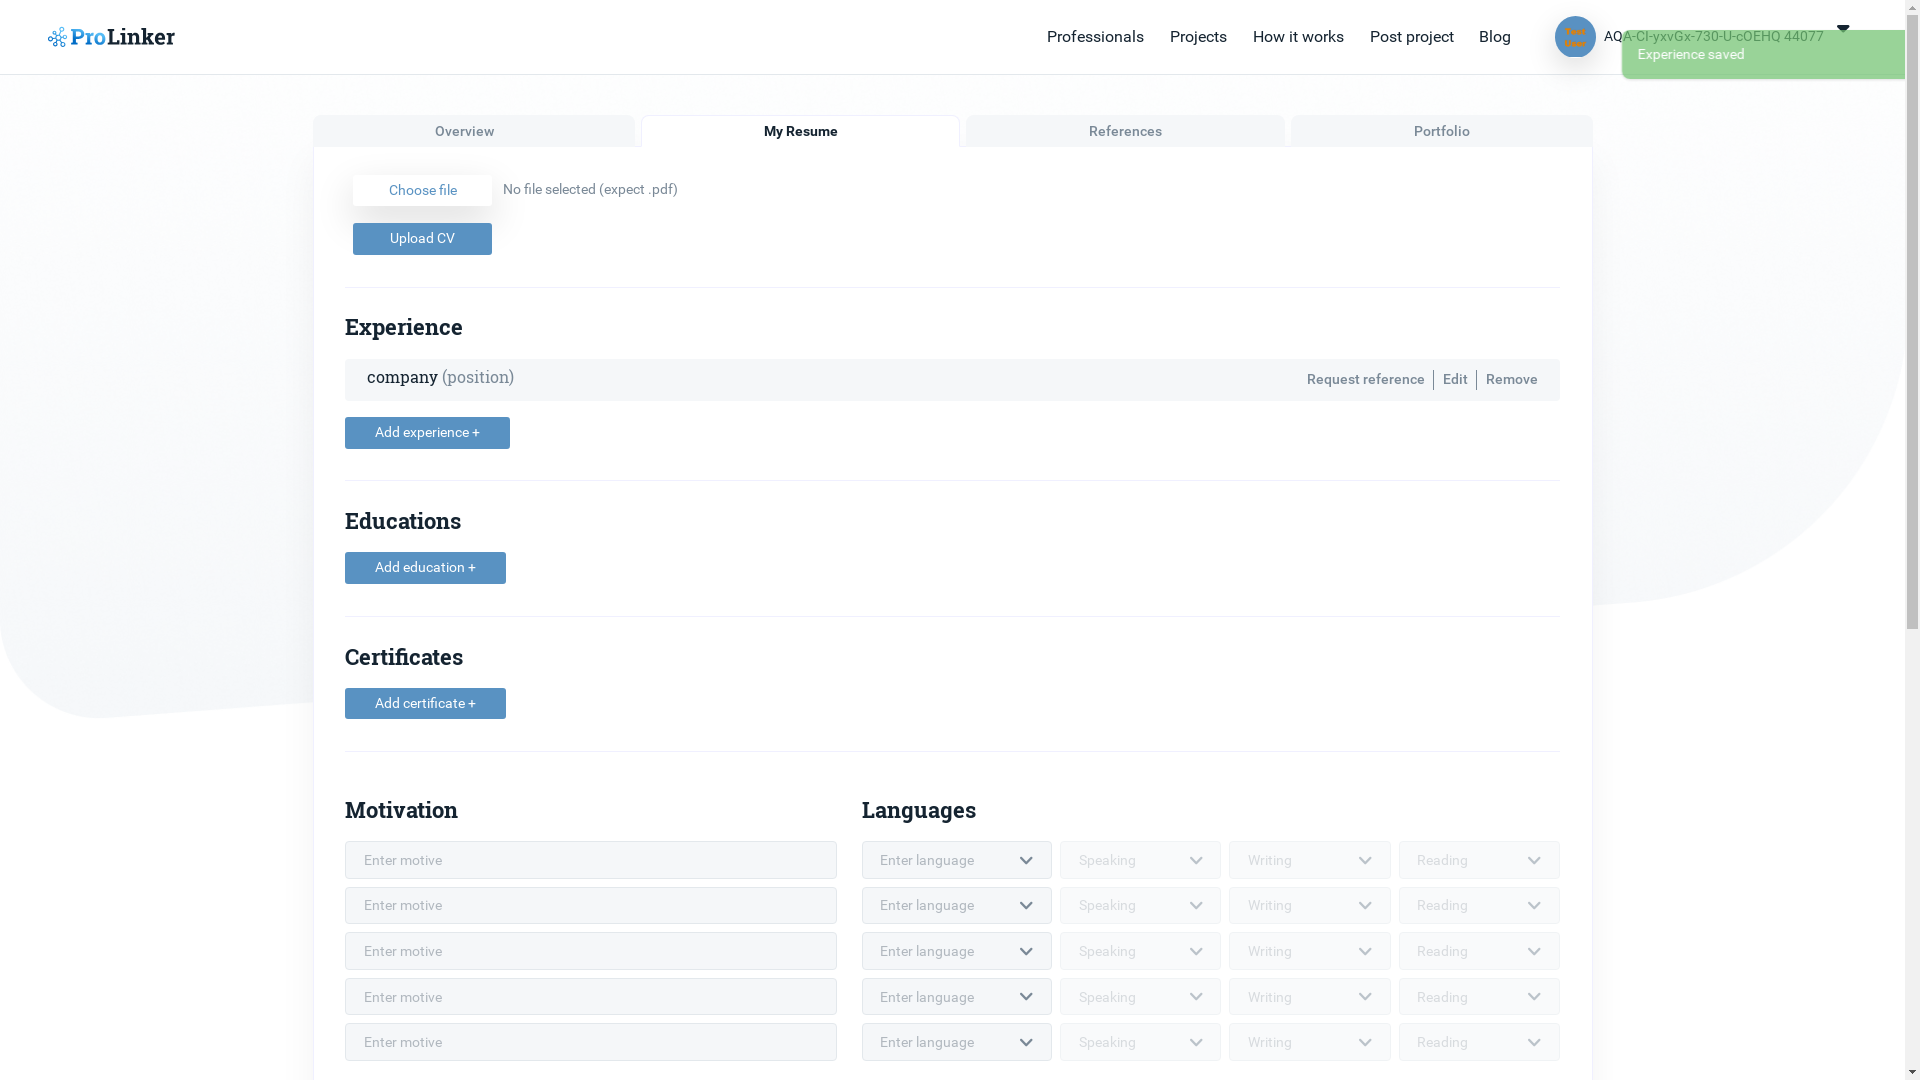 ProLinker
Professionals Projects How it works Post project Blog
Test User
AQA-CI-yxvGx-730-U-cOEHQ 44077
Experience saved
Overview My Resume References Portfolio
Choose file No file selected (expect .pdf)
Upload CV
Experience
company (position) Request reference Edit Remove
Add experience +
Educations
Add education +
Certificates
Add certificate +
Motivation Languages
Enter motive Enter language Speaking Writing Reading
Enter motive Enter language Speaking Writing Reading
Enter motive Enter language Speaking Writing Reading
Enter motive Enter language Speaking Writing Reading
Enter motive Enter language Speaking Writing Reading